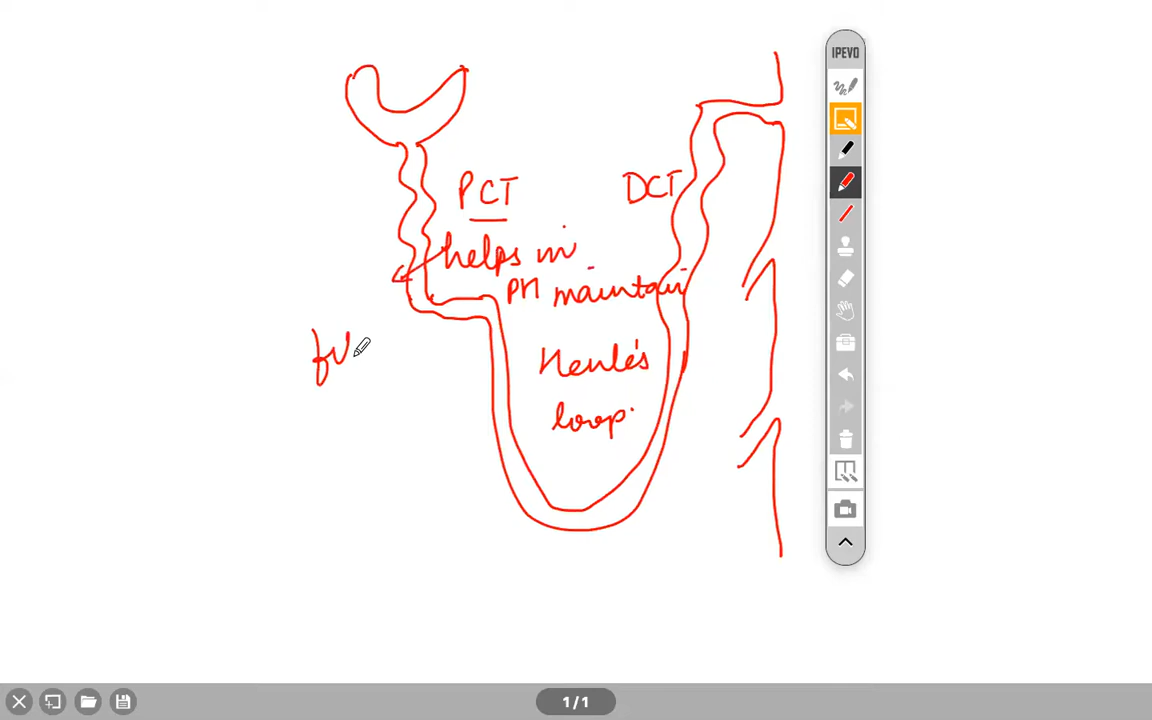 IPEVO
PCT
DCT
helps in
PH maintain
Henle's
loop.
1/1